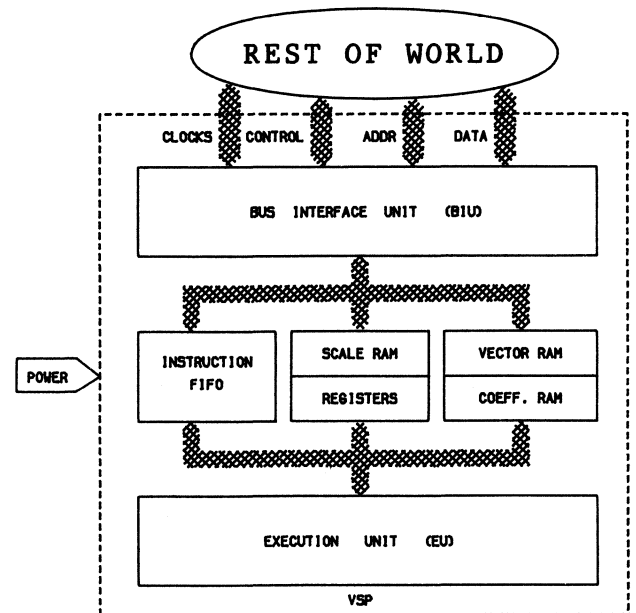 REST OF WORLD
CLOCKS CONTROL ADDR DATA
BUS INTERFACE UNIT (BIU)
INSTRUCTION
FIFO
SCALE RAM
REGISTERS
VECTOR RAM
COEFF. RAM
POWER
EXECUTION UNIT (EU)
VSP